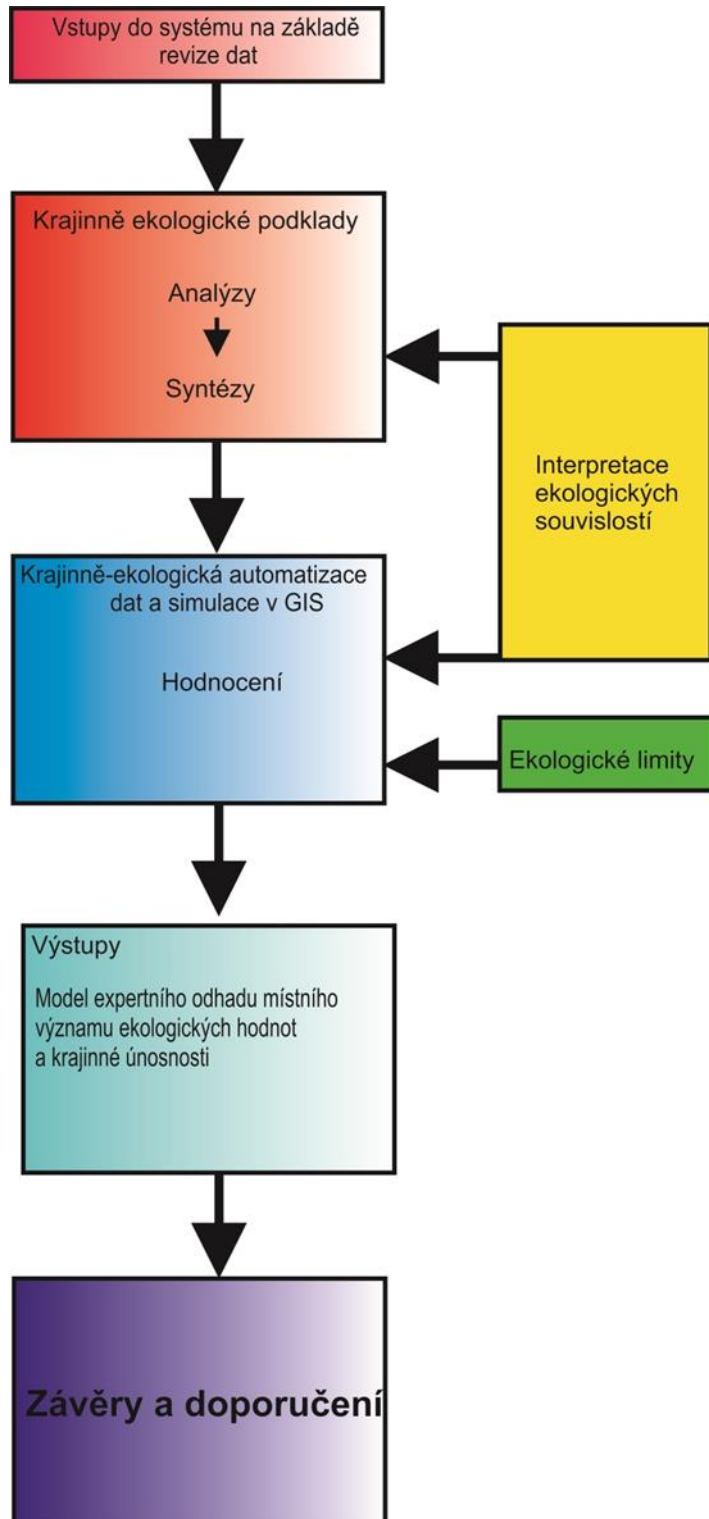 Vstupy do systému na základě
revize dat
Krajinně ekologické podklady
Analýzy
Syntézy
Interpretace
ekologických
souvislostí
Krajinně-ekologická automatizace
dat a simulace v GIS
Hodnocení
Ekologické limity
Výstupy
Model expertního odhadu místního
významu ekologických hodnot
a krajinné únosnosti
Závěry a doporučení